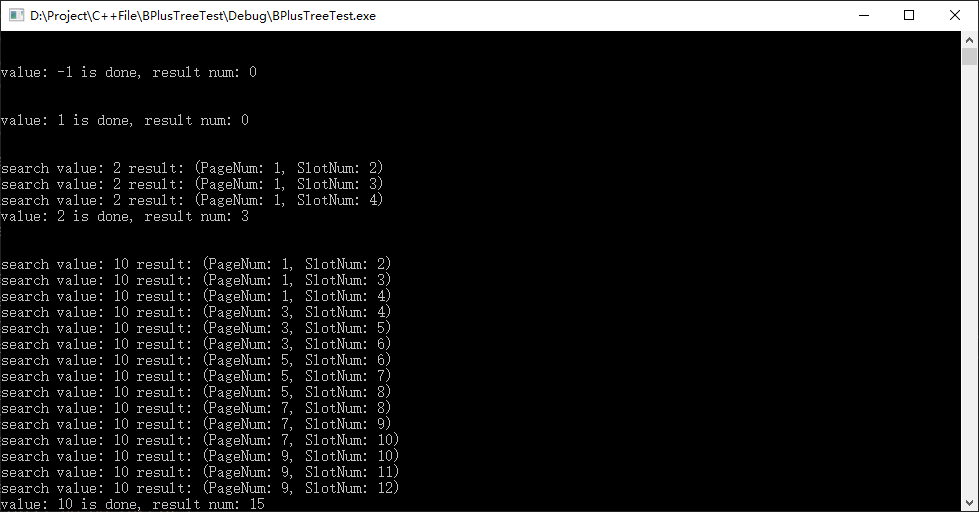 D:\Project\C++File\BPlusTreeTest\Debug\BPlusTreeTest.exe
value: -1 is done, result num: 0
value: 1 is done, result num: 0
search value: 2 result: (PageNum: 1, SlotNum: 2)
search value: 2 result: (PageNum: 1, SlotNum: 3)
search value: 2 result: (PageNum: 1, SlotNum: 4)
value: 2 is done, result num: 3
search value: 10 result: (PageNum: 1, SlotNum: 2)
search value: 10 result: (PageNum: 1, SlotNum: 3)
search value: 10 result: (PageNum: 1, SlotNum: 4)
search value: 10 result: (PageNum: 3, SlotNum: 4)
search value: 10 result: (PageNum: 3, SlotNum: 5)
search value: 10 result: (PageNum: 3, SlotNum: 6)
search value: 10 result: (PageNum: 5, SlotNum: 6)
search value: 10 result: (PageNum: 5, SlotNum: 7)
search value: 10 result: (PageNum: 5, SlotNum: 8)
search value: 10 result: (PageNum: 7, SlotNum: 8)
search value: 10 result: (PageNum: 7, SlotNum: 9)
search value: 10 result: (PageNum: 7, SlotNum: 10)
search value: 10 result: (PageNum: 9, SlotNum: 10)
search value: 10 result: (PageNum: 9, SlotNum: 11)
search value: 10 result: (PageNum: 9, SlotNum: 12)
value: 10 is done, result num: 15